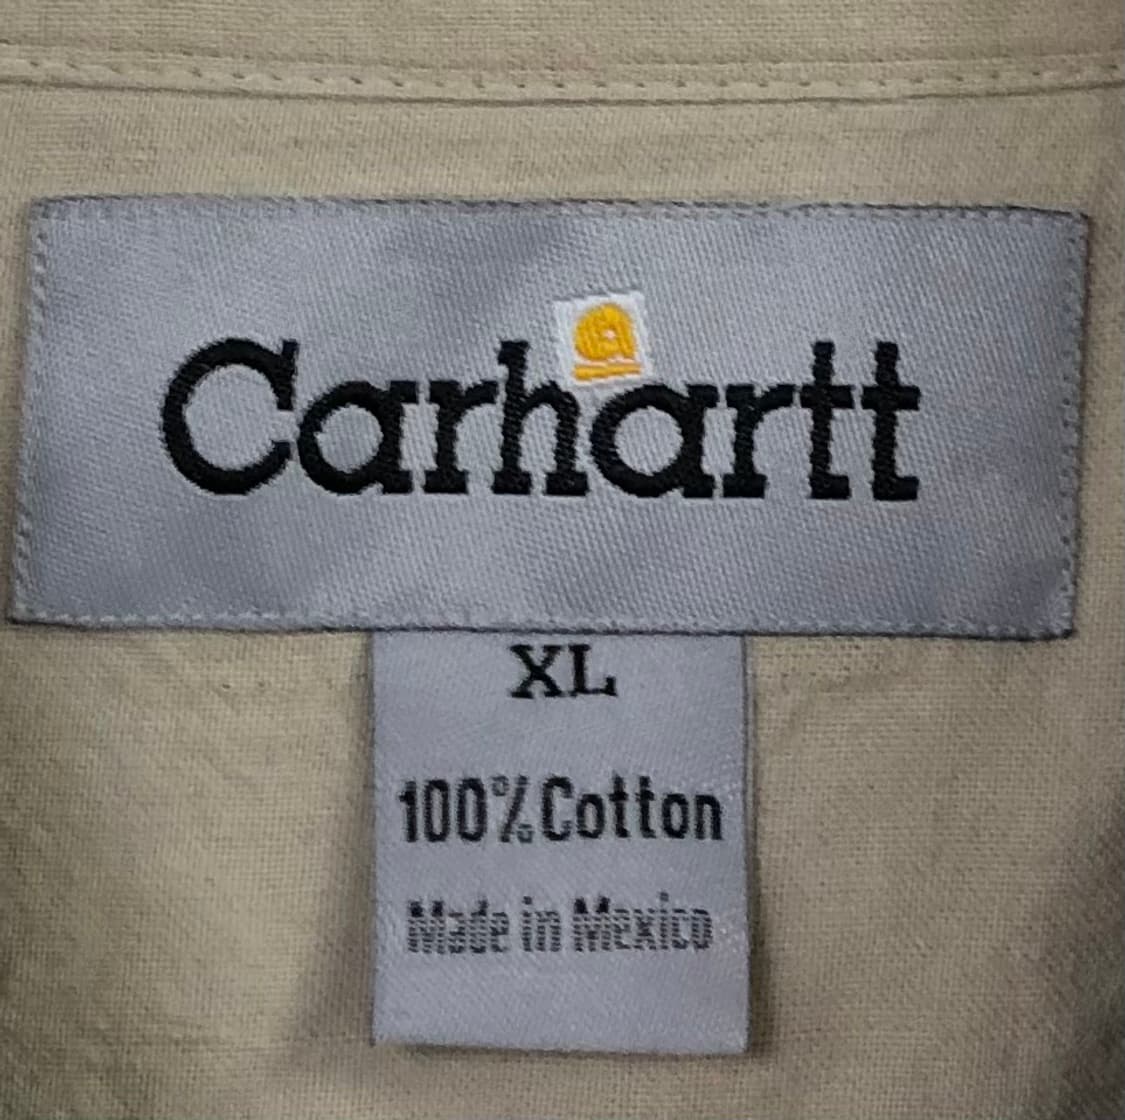 Carhartt
XL
100% Cotton
Made in Mexico